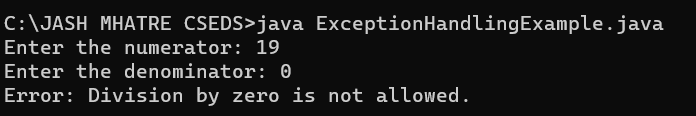 C:\JASH MHATRE CSEDS>java ExceptionHandlingExample.java
Enter the numerator: 19
Enter the denominator: 0
Error: Division by zero is not allowed.